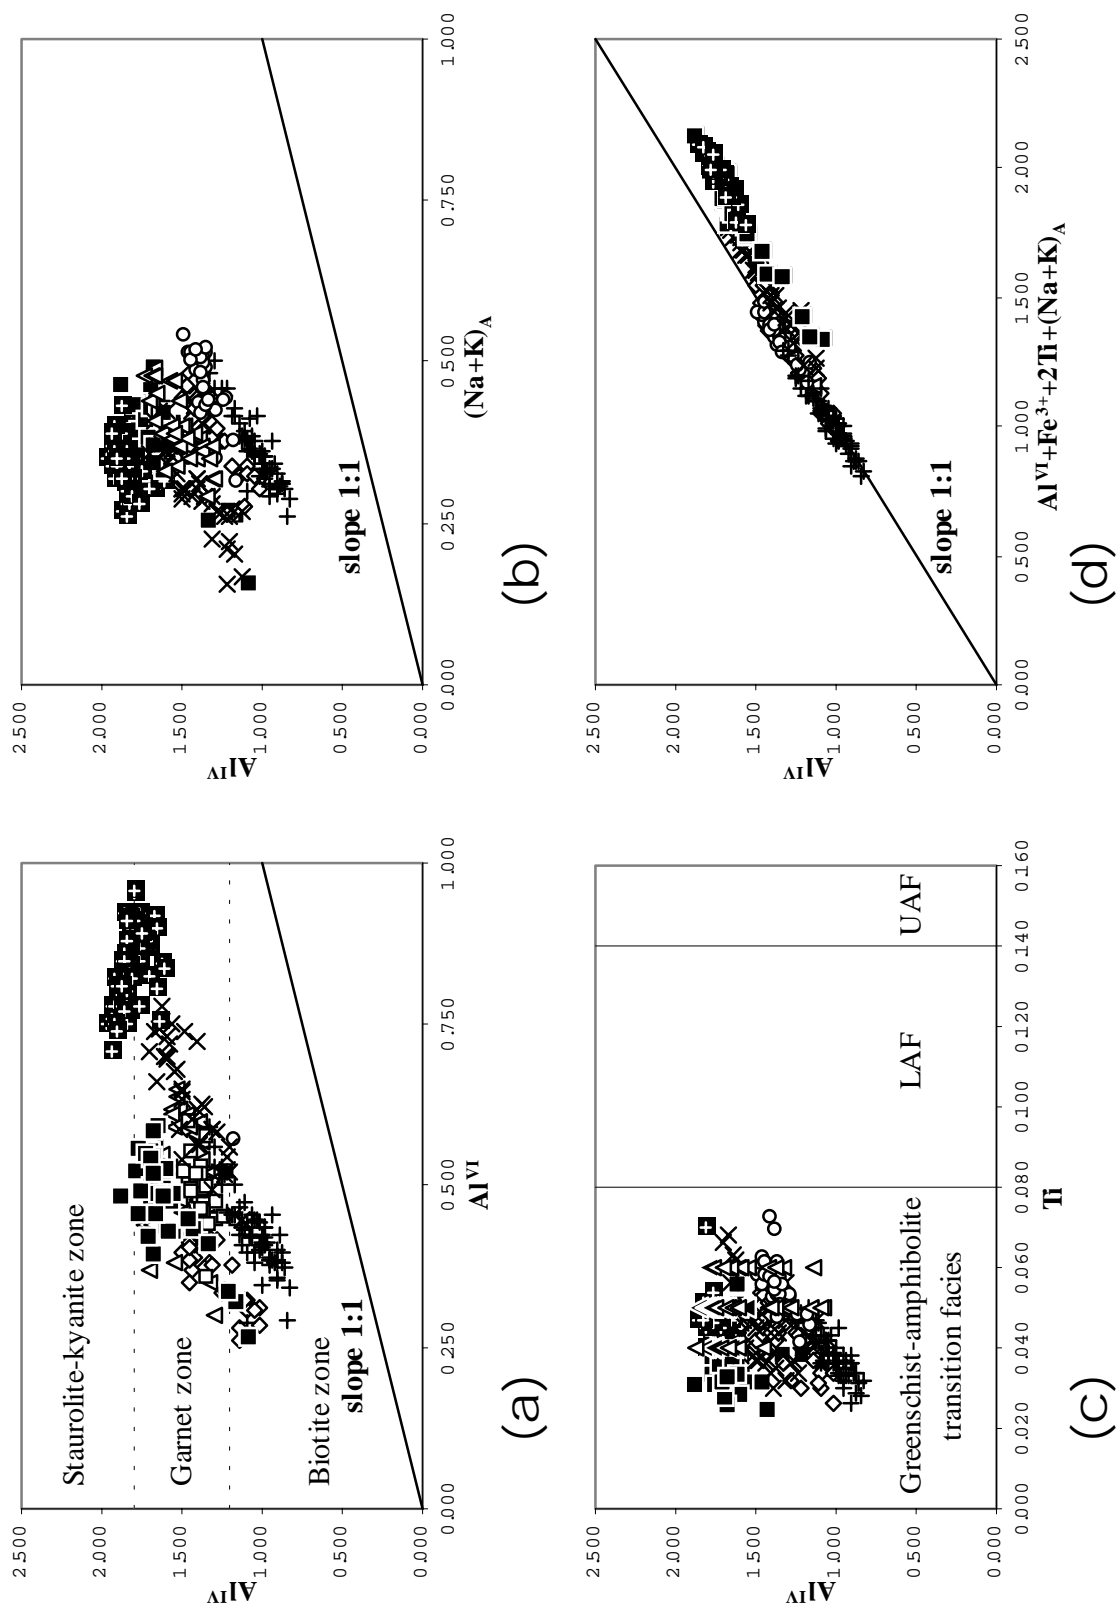 2.500
2.000
1.500
1.000
0.500
0.000
Al^IV
Staurolite-kyanite zone
Garnet zone
Biotite zone
slope 1:1
0.000
0.250
0.500
0.750
1.000
Al^VI
(a)
2.500
2.000
1.500
1.000
0.500
0.000
Al^IV
slope 1:1
0.000
0.250
0.500
0.750
1.000
(Na+K)_A
(b)
2.500
2.000
1.500
1.000
0.500
0.000
Al^IV
Greenschist-amphibolite
transition facies
LAF
UAF
0.000
0.020
0.040
0.060
0.080
0.100
0.120
0.140
0.160
Ti
(c)
2.500
2.000
1.500
1.000
0.500
0.000
Al^IV
slope 1:1
0.000
0.500
1.000
1.500
2.000
2.500
Al^VI+Fe^3++2Ti+(Na+K)_A
(d)